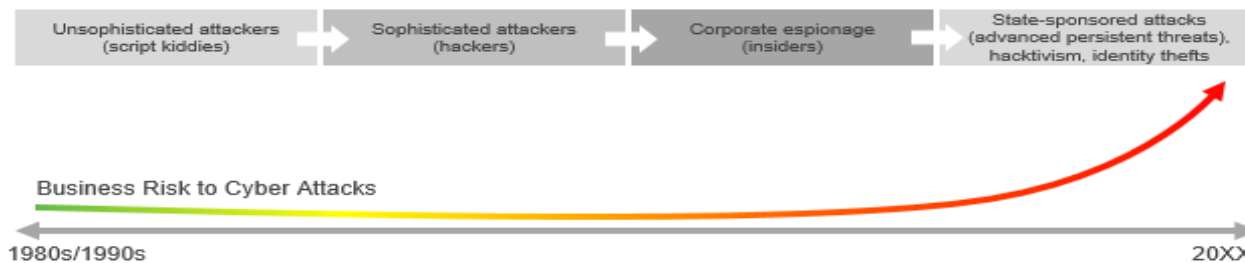 Unsophisticated attackers
(script kiddies)
Sophisticated attackers
(hackers)
Corporate espionage
(insiders)
State-sponsored attacks
(advanced persistent threats),
hacktivism, identity thefts
Business Risk to Cyber Attacks
1980s/1990s
20XX